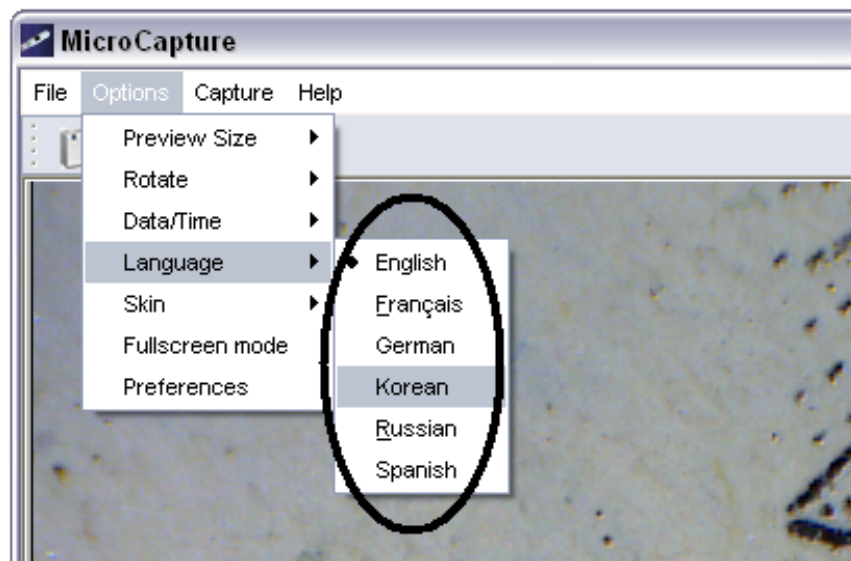 MicroCapture
File Options Capture Help
Preview Size
Rotate
Data/Time
Language
Skin
Fullscreen mode
Preferences
English
Français
German
Korean
Russian
Spanish